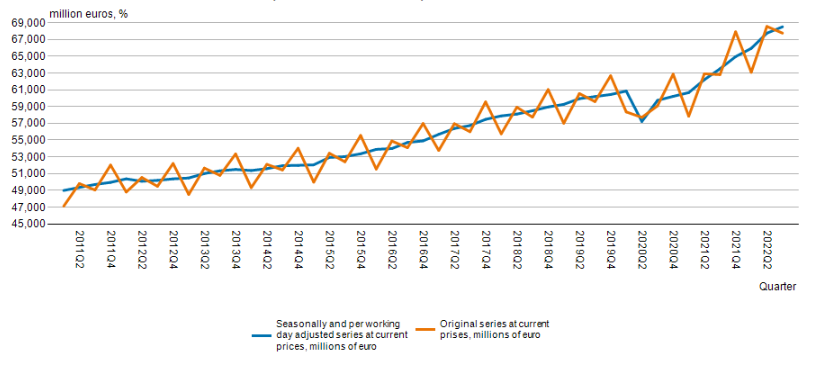 million euros, %
69,000
67,000
65,000
63,000
61,000
59,000
57,000
55,000
53,000
51,000
49,000
47,000
45,000
2011Q2
2011Q4
2012Q2
2012Q4
2013Q2
2013Q4
2014Q2
2014Q4
2015Q2
2015Q4
2016Q2
2016Q4
2017Q2
2017Q4
2018Q2
2018Q4
2019Q2
2019Q4
2020Q2
2020Q4
2021Q2
2021Q4
2022Q2
Quarter
Seasonally and per working
day adjusted series at current
prices, millions of euro
Original series at current
prises, millions of euro